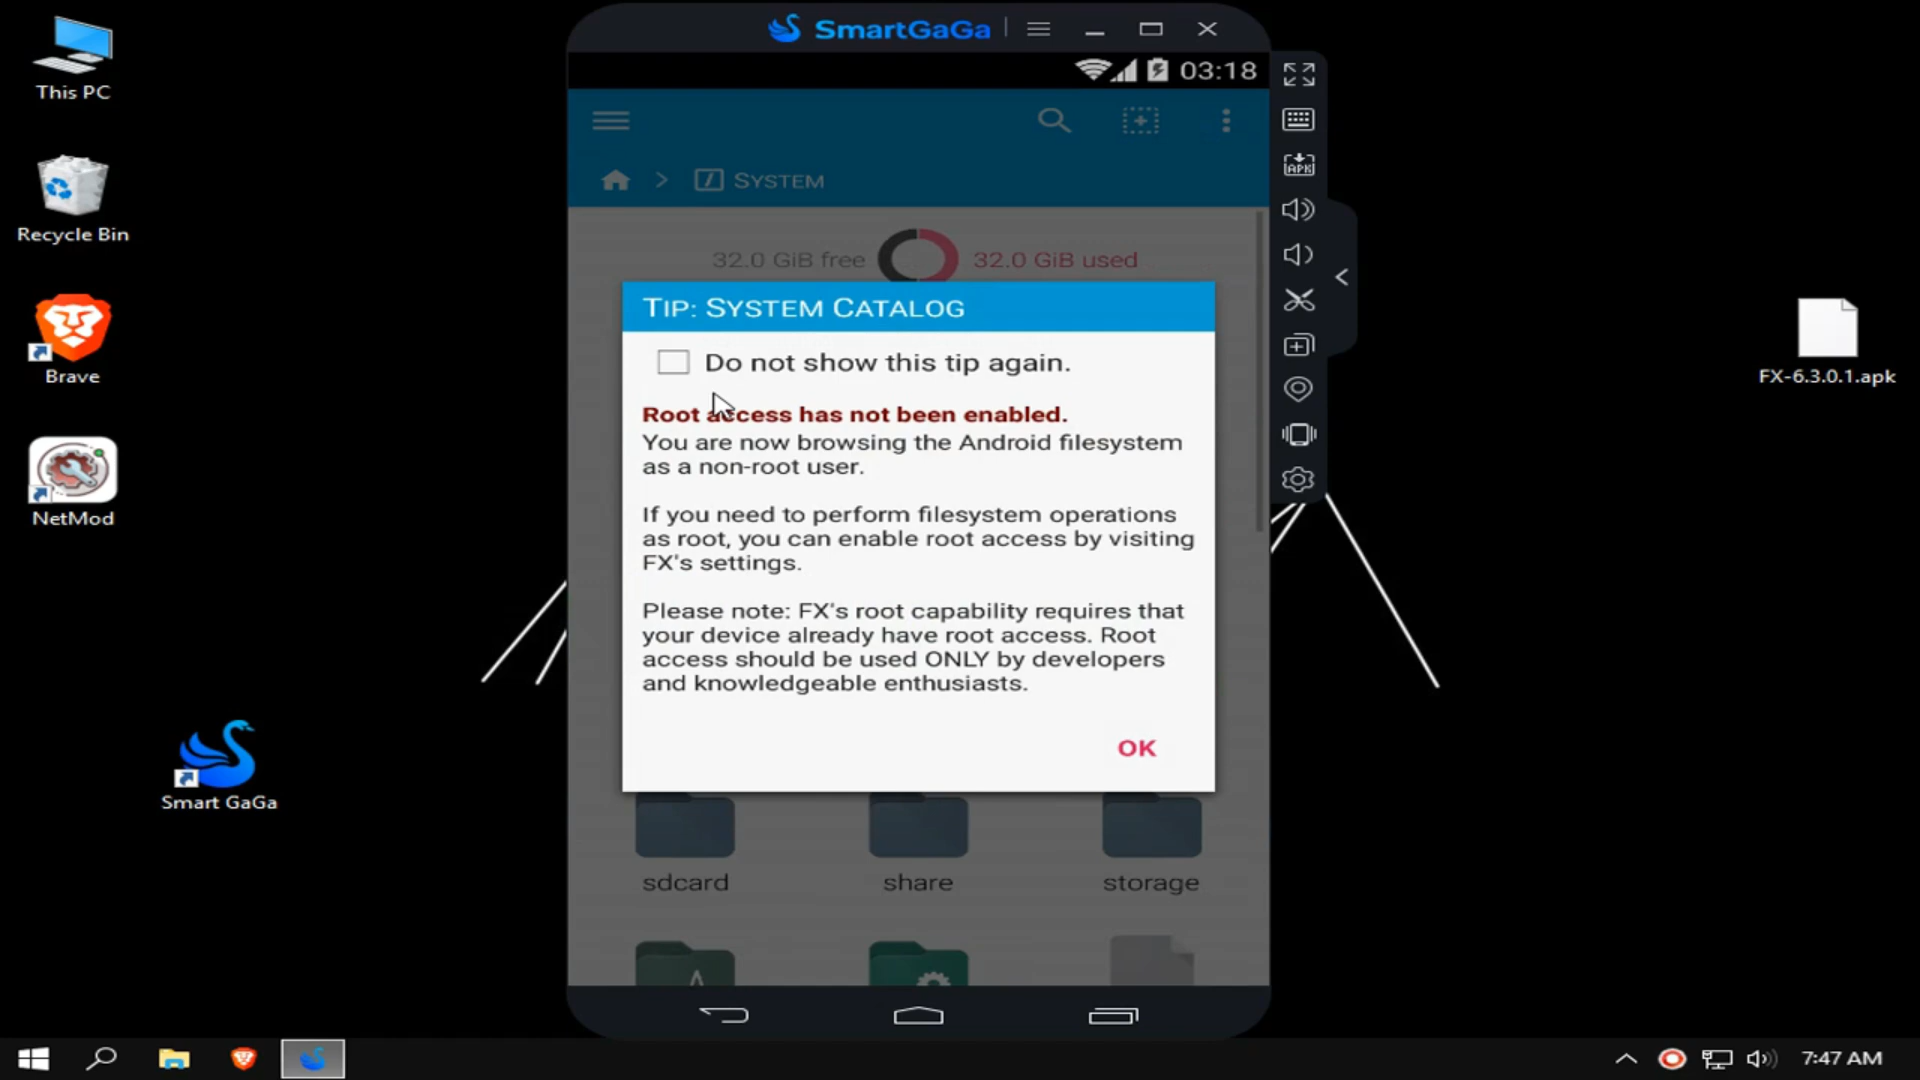 SmartGaGa
03:18
This PC
APK
SYSTEM
Recycle Bin
32.0 GiB free
32.0 GiB used
TIP: SYSTEM CATALOG
Do not show this tip again.
Brave
FX-6.3.0.1.apk
Root access has not been enabled.
You are now browsing the Android filesystem
as a non-root user.
If you need to perform filesystem operations
as root, you can enable root access by visiting
FX's settings.
NetMod
Please note: FX's root capability requires that
your device already have root access. Root
access should be used ONLY by developers
and knowledgeable enthusiasts.
OK
Smart GaGa
sdcard
share
storage
7:47 AM